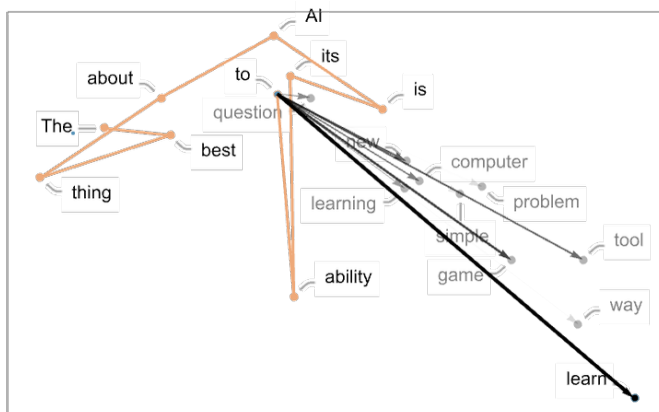 AI
its
about
to
is
question
The
best
new
computer
thing
learning
problem
simple
tool
game
ability
way
learn